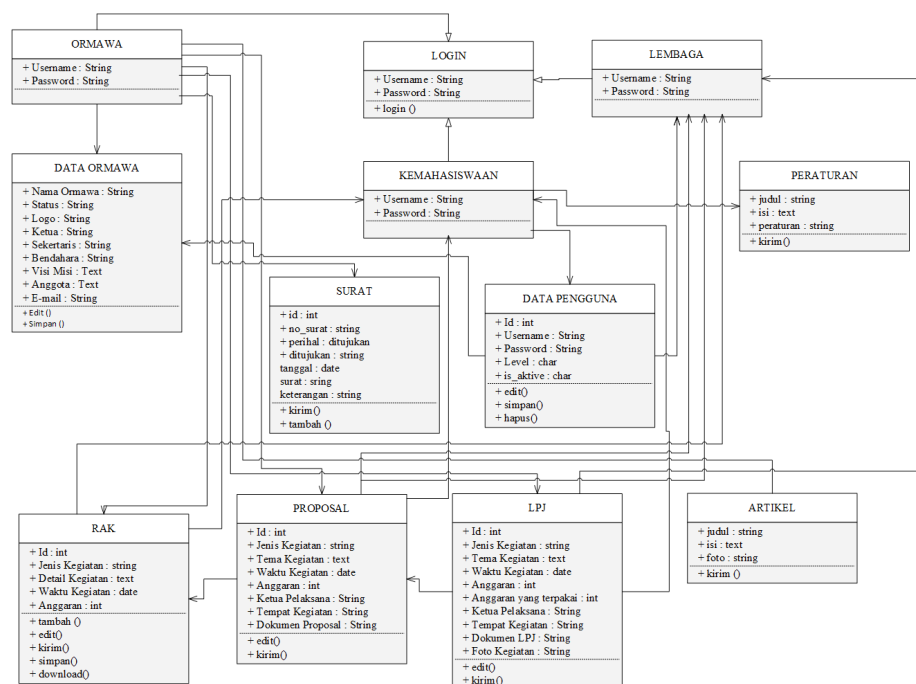 ORMAWA
+ Username : String
+ Password : String
LOGIN
+ Username : String
+ Password : String
+ login ()
LEMBAGA
+ Username : String
+ Password : String
DATA ORMAWA
+ Nama Ormawa : String
+ Status : String
+ Logo : String
+ Ketua : String
+ Sekertaris : String
+ Bendahara : String
+ Visi Misi : Text
+ Anggota : Text
+ E-mail : String
+ Edit ()
+ Simpan ()
KEMAHASISWAAN
+ Username : String
+ Password : String
PERATURAN
+ judul : string
+ isi : text
+ peraturan : string
+ kirim()
SURAT
+ id : int
+ no_surat : string
+ perihal : ditujukan
+ ditujukan : string
tanggal : date
surat : sring
keterangan : string
+ kirim()
+ tambah ()
DATA PENGGUNA
+ Id : int
+ Username : String
+ Password : String
+ Level : char
+ is_aktive : char
+ edit()
+ simpan()
+ hapus()
RAK
+ Id : int
+ Jenis Kegiatan : string
+ Detail Kegiatan : text
+ Waktu Kegiatan : date
+ Anggaran : int
+ tambah ()
+ edit()
+ kirim()
+ simpan()
+ download()
PROPOSAL
+ Id : int
+ Jenis Kegiatan : string
+ Tema Kegiatan : text
+ Waktu Kegiatan : date
+ Anggaran : int
+ Ketua Pelaksana : String
+ Tempat Kegiatan : String
+ Dokumen Proposal : String
+ edit()
+ kirim()
LPJ
+ Id : int
+ Jenis Kegiatan : string
+ Tema Kegiatan : text
+ Waktu Kegiatan : date
+ Anggaran : int
+ Anggaran yang terpakai : int
+ Ketua Pelaksana : String
+ Tempat Kegiatan : String
+ Dokumen LPJ : String
+ Foto Kegiatan : String
+ edit()
+ kirim()
ARTIKEL
+ judul : string
+ isi : text
+ foto : string
+ kirim ()